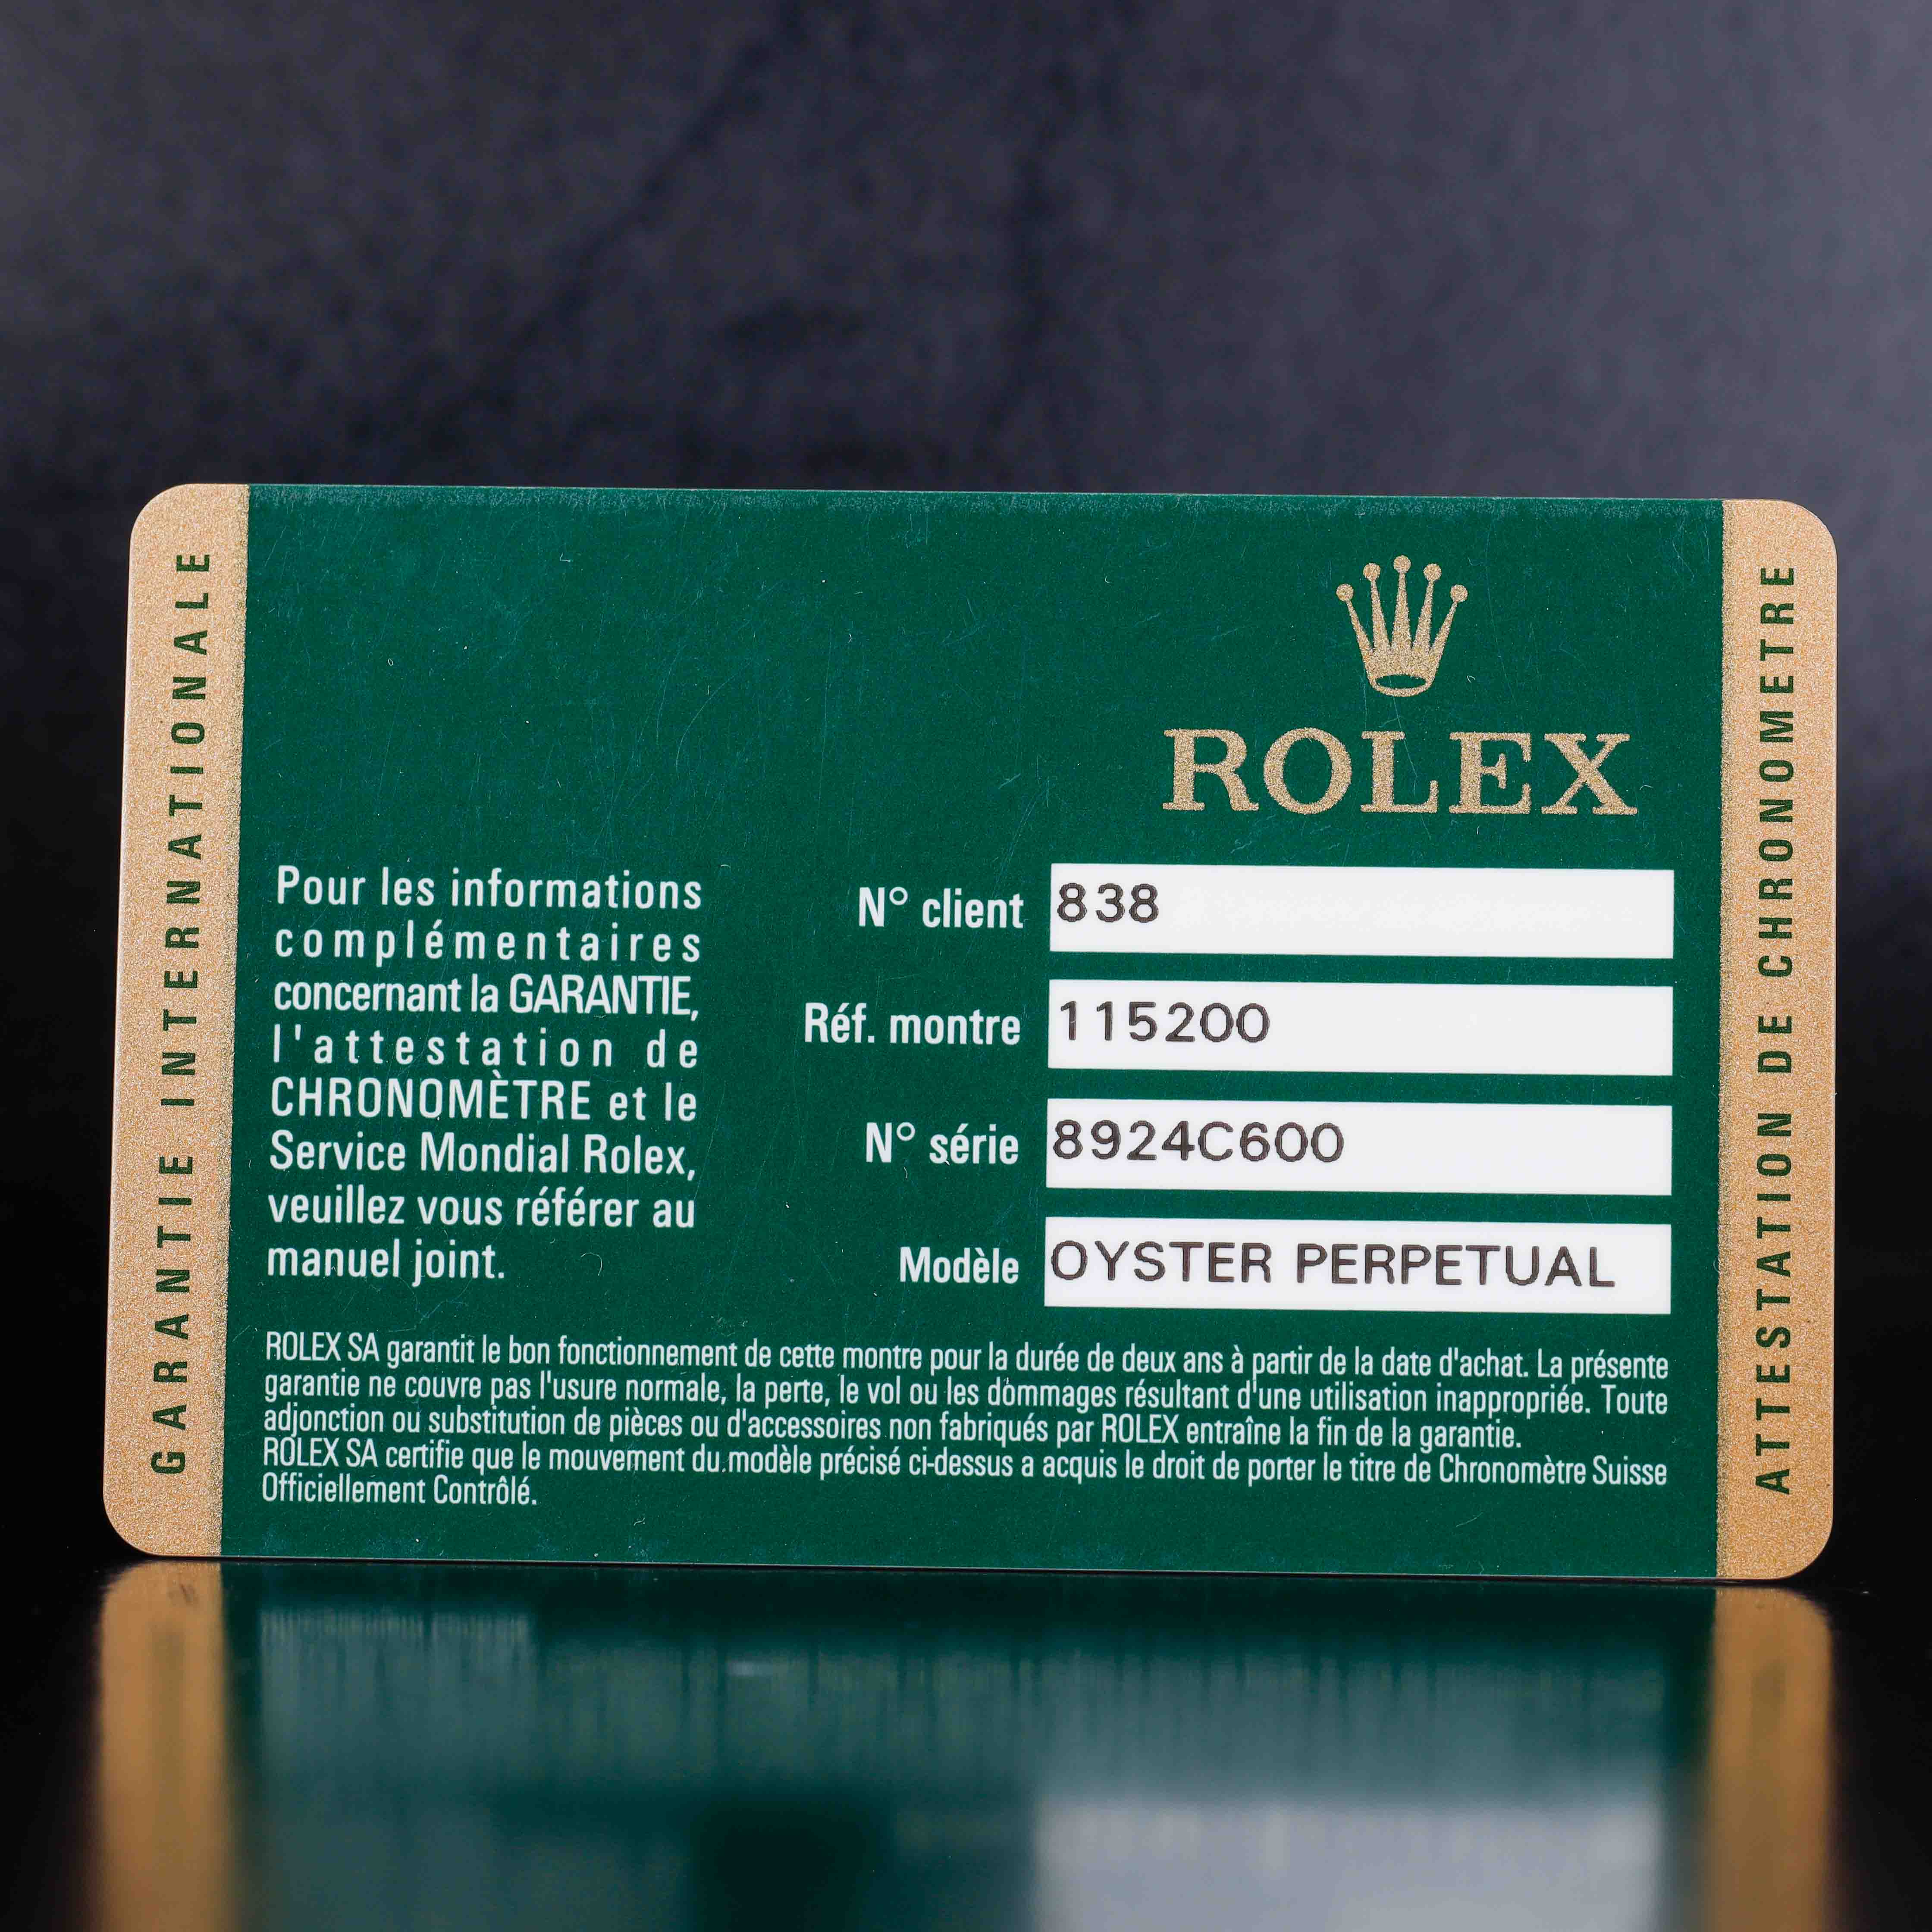 GARANTIE INTERNATIONALE
ROLEX
Pour les informations
complémentaires
concernant la GARANTIE,
l'attestation de
CHRONOMÈTRE et le
Service Mondial Rolex,
veuillez vous référer au
manuel joint.
N° client 838
Réf. montre 115200
N° série 8924C600
Modèle OYSTER PERPETUAL
ROLEX SA garantit le bon fonctionnement de cette montre pour la durée de deux ans à partir de la date d'achat. La présente
garantie ne couvre pas l'usure normale, la perte, le vol ou les dommages résultant d'une utilisation inappropriée. Toute
adjonction ou substitution de pièces ou d'accessoires non fabriqués par ROLEX entraîne la fin de la garantie.
ROLEX SA certifie que le mouvement du modèle précisé ci-dessus a acquis le droit de porter le titre de Chronomètre Suisse
Officiellement Contrôlé.
ATTESTATION DE CHRONOMETRE